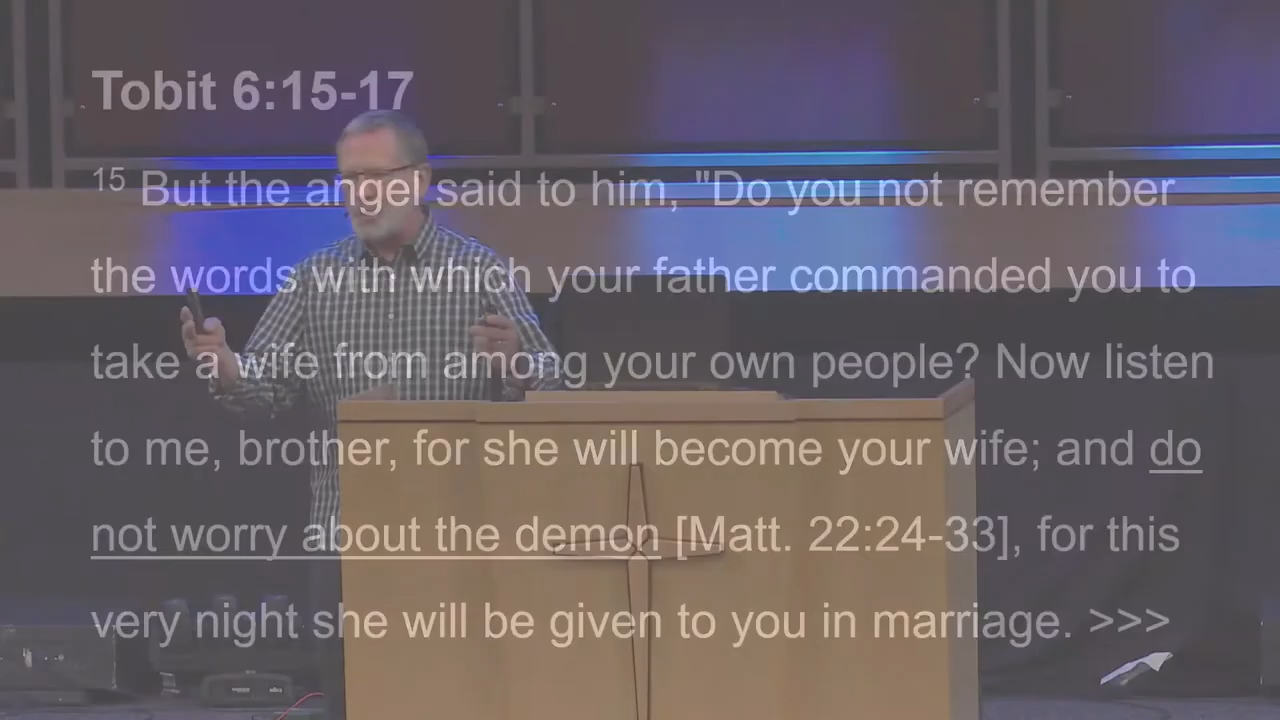 Tobit 6:15-17
15 But the angel said to him, "Do you not remember
the words with which your father commanded you to
take a wife from among your own people? Now listen
to me, brother, for she will become your wife; and do
not worry about the demon [Matt. 22:24-33], for this
very night she will be given to you in marriage. >>>